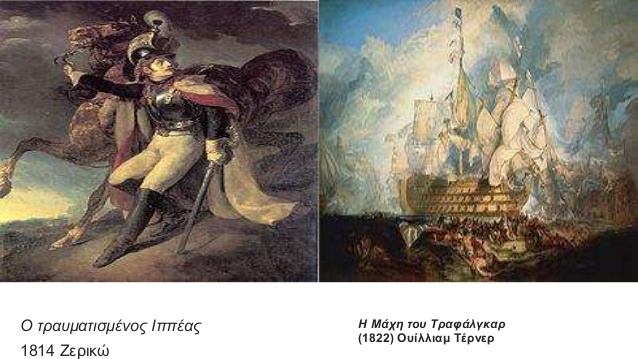 Ο τραυματισμένος Ιππέας
1814 Ζερικώ
Η Μάχη του Τραφάλγκαρ
(1822) Ουίλλιαμ Τέρνερ